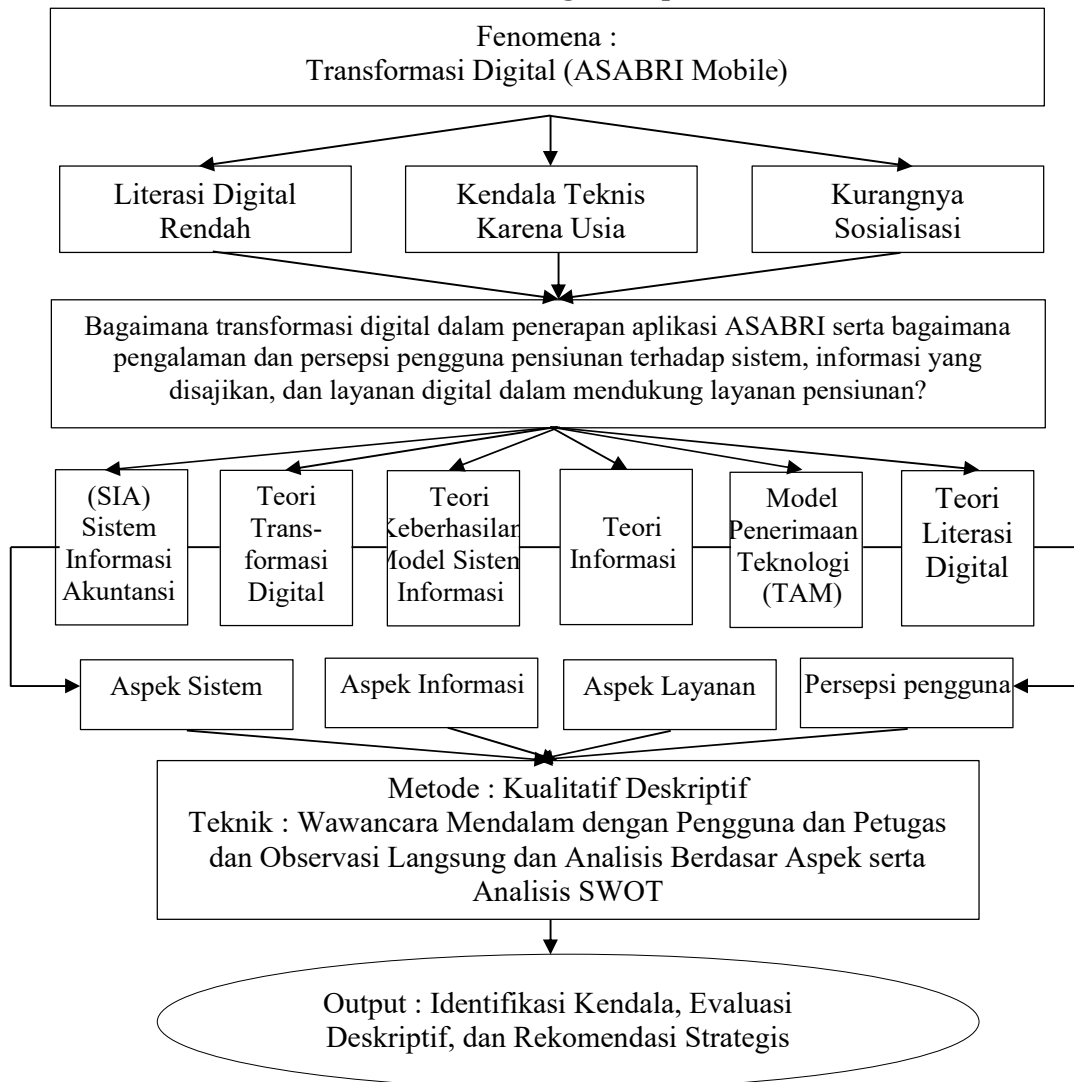 Fenomena :
Transformasi Digital (ASABRI Mobile)
Literasi Digital
Rendah
Kendala Teknis
Karena Usia
Kurangnya
Sosialisasi
Bagaimana transformasi digital dalam penerapan aplikasi ASABRI serta bagaimana
pengalaman dan persepsi pengguna pensiunan terhadap sistem, informasi yang
disajikan, dan layanan digital dalam mendukung layanan pensiunan?
(SIA)
Sistem
Informasi
Akuntansi
Teori
Trans-
formasi
Digital
Teori
Keberhasilan
Model Sistem
Informasi
Teori
Informasi
Model
Penerimaan
Teknologi
(TAM)
Teori
Literasi
Digital
Aspek Sistem
Aspek Informasi
Aspek Layanan
Persepsi pengguna
Metode : Kualitatif Deskriptif
Teknik : Wawancara Mendalam dengan Pengguna dan Petugas
dan Observasi Langsung dan Analisis Berdasar Aspek serta
Analisis SWOT
Output : Identifikasi Kendala, Evaluasi
Deskriptif, dan Rekomendasi Strategis